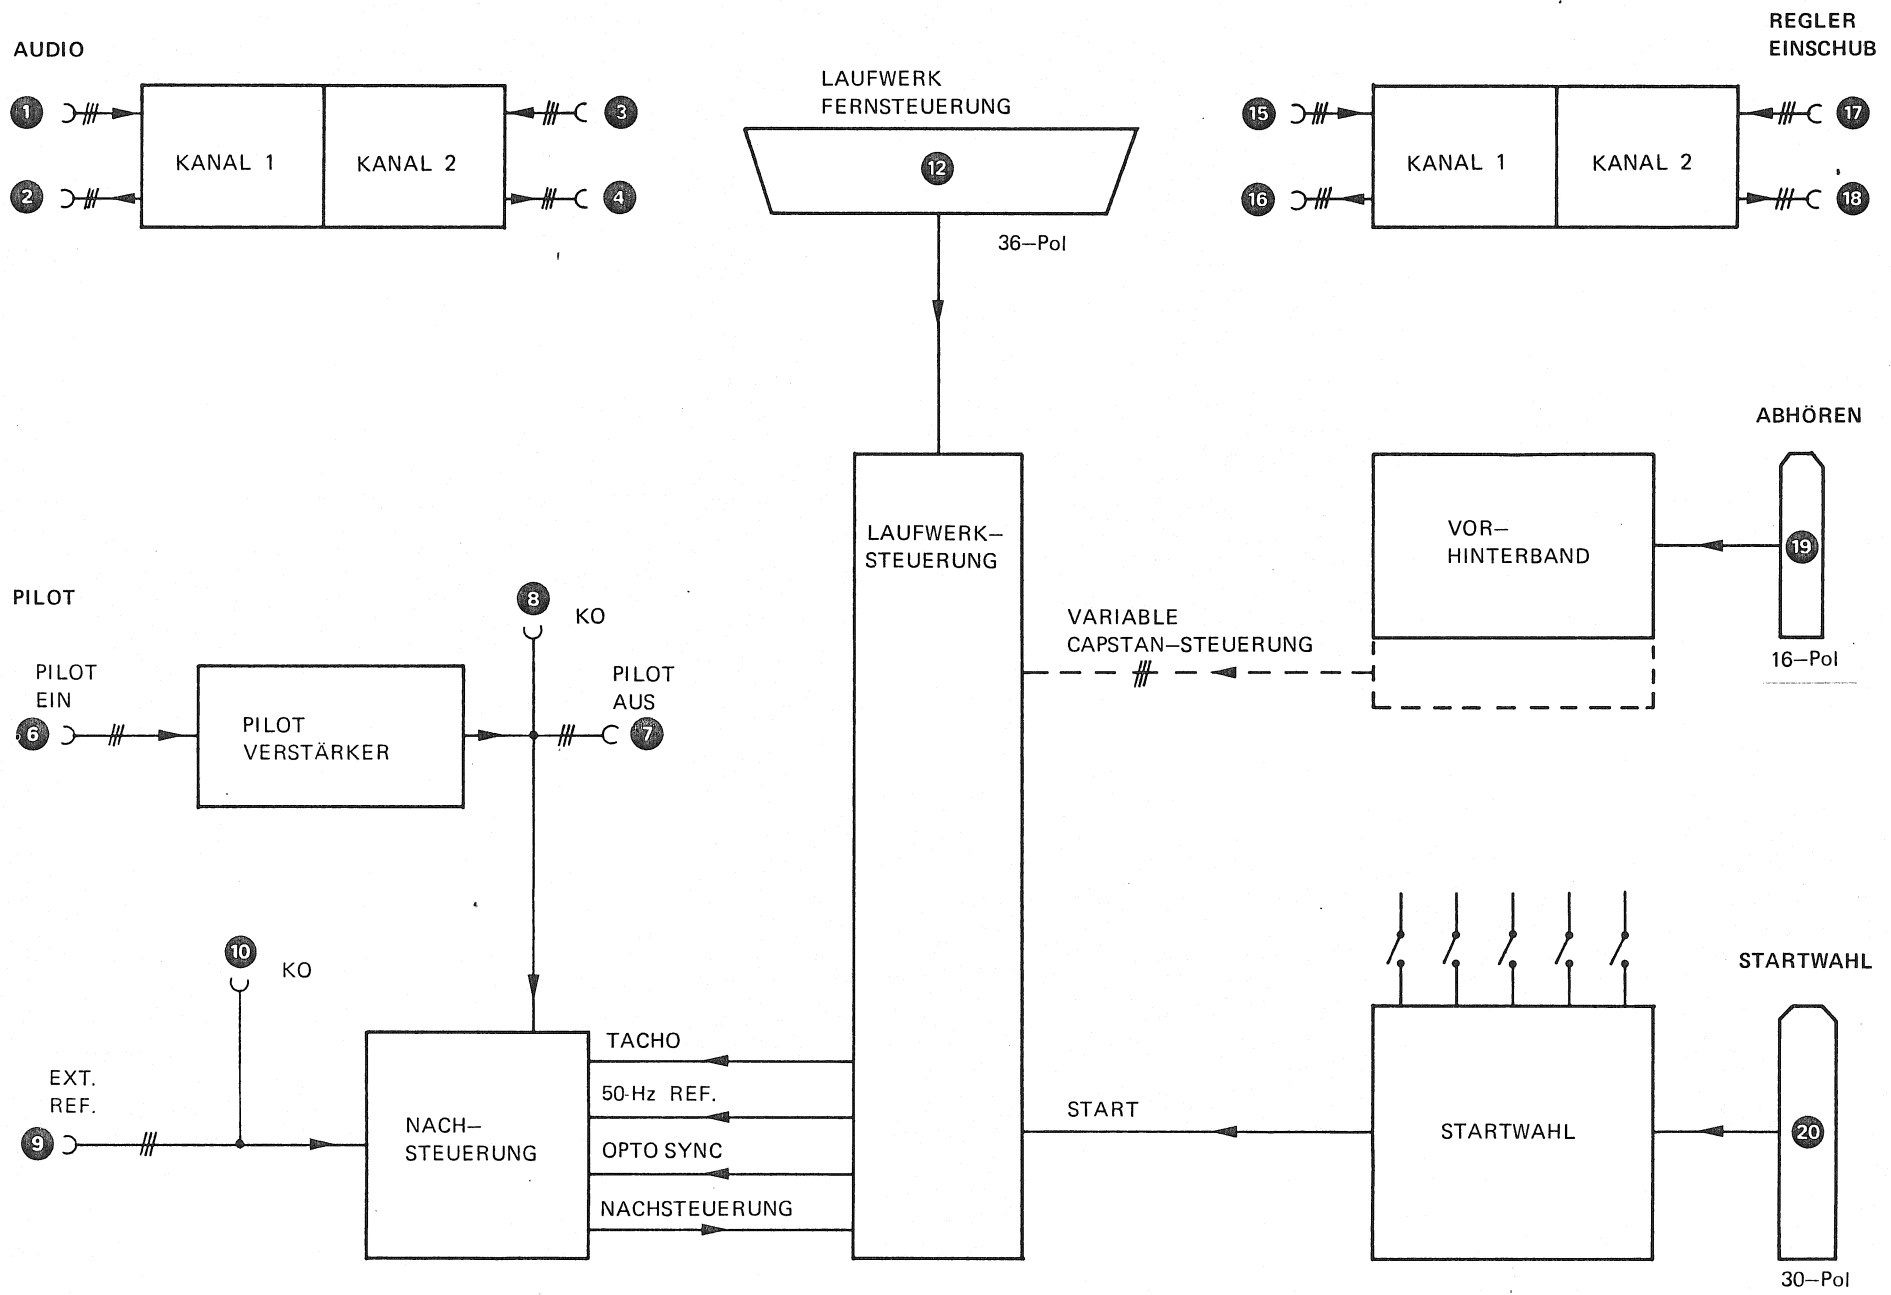 AUDIO
1
2
KANAL 1
KANAL 2
3
4
LAUFWERK
FERNSTEUERUNG
12
36–Pol
REGLER
EINSCHUB
15
16
KANAL 1
KANAL 2
17
18
ABHÖREN
VOR–
HINTERBAND
19
16–Pol
LAUFWERK–
STEUERUNG
VARIABLE
CAPSTAN–STEUERUNG
PILOT
8
KO
PILOT
EIN
6
PILOT
VERSTÄRKER
PILOT
AUS
7
10
KO
EXT.
REF.
9
NACH–
STEUERUNG
TACHO
50-Hz REF.
OPTO SYNC
NACHSTEUERUNG
START
STARTWAHL
STARTWAHL
20
30–Pol